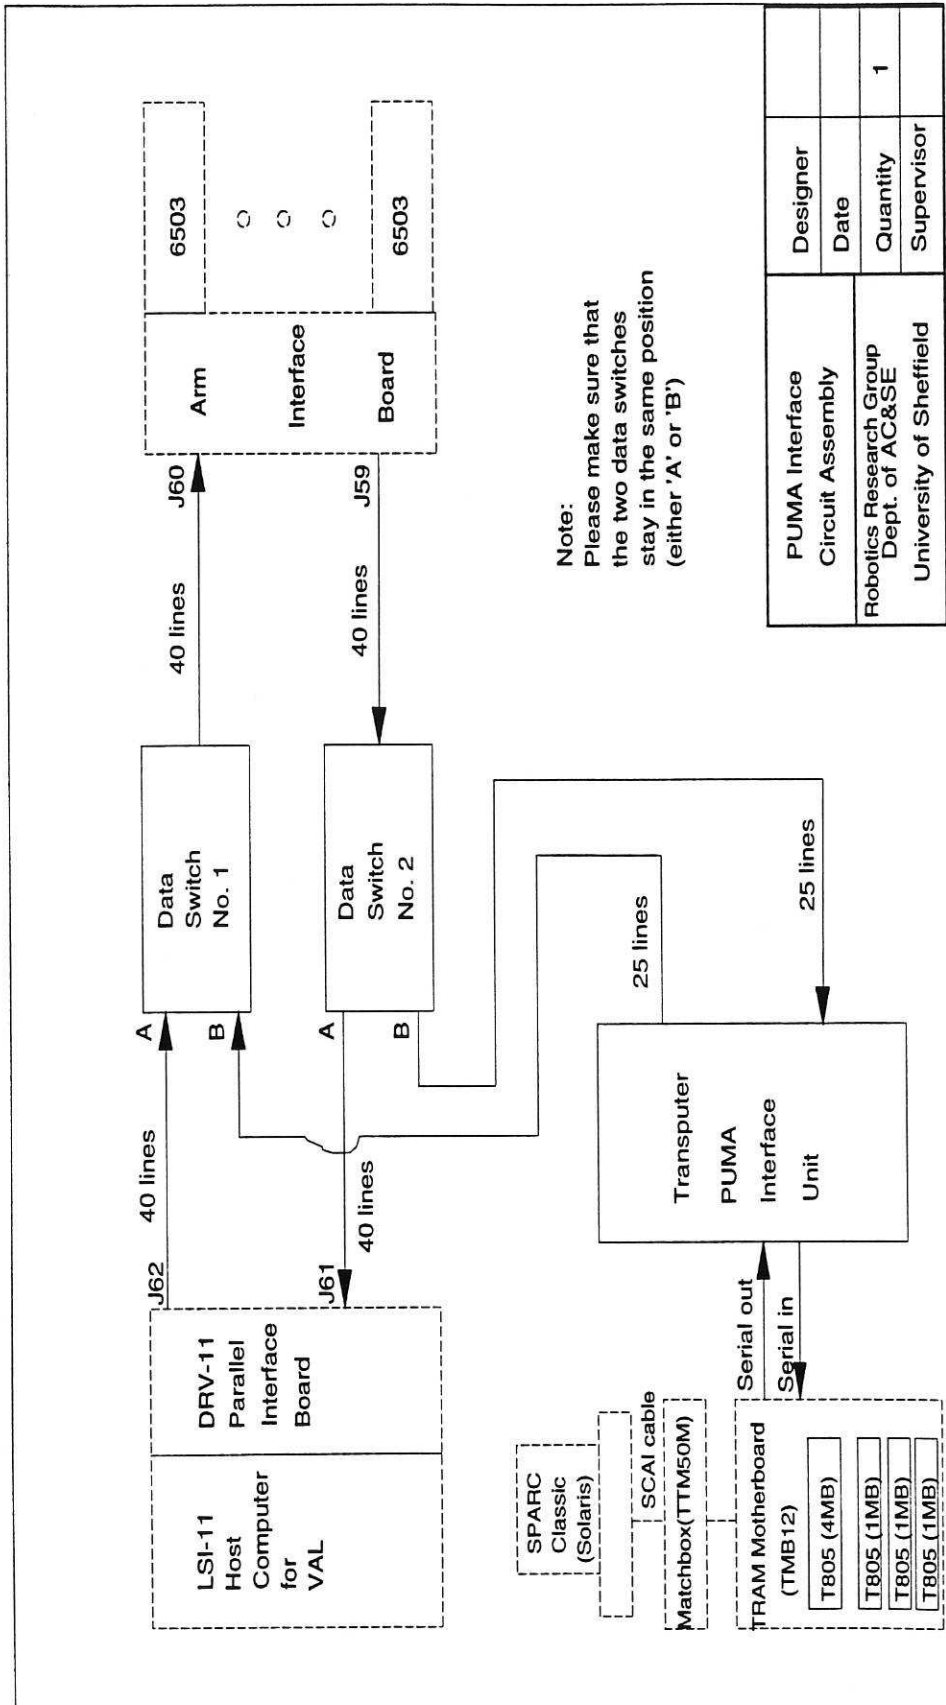 LSI-11
Host
Computer
for
VAL
DRV-11
Parallel
Interface
Board
J62
40 lines
A
B
Data
Switch
No. 1
40 lines
J60
J61
40 lines
A
B
Data
Switch
No. 2
40 lines
J59
Arm
Interface
Board
6503
6503
SPARC
Classic
(Solaris)
SCAI cable
Matchbox(TTM50M)
TRAM Motherboard
(TMB12)
T805 (4MB)
T805 (1MB)
T805 (1MB)
T805 (1MB)
Serial out
Serial in
Transputer
PUMA
Interface
Unit
25 lines
25 lines
Note:
Please make sure that
the two data switches
stay in the same position
(either 'A' or 'B')
PUMA Interface
Circuit Assembly
Robotics Research Group
Dept. of AC&SE
University of Sheffield
Designer
Date
Quantity 1
Supervisor